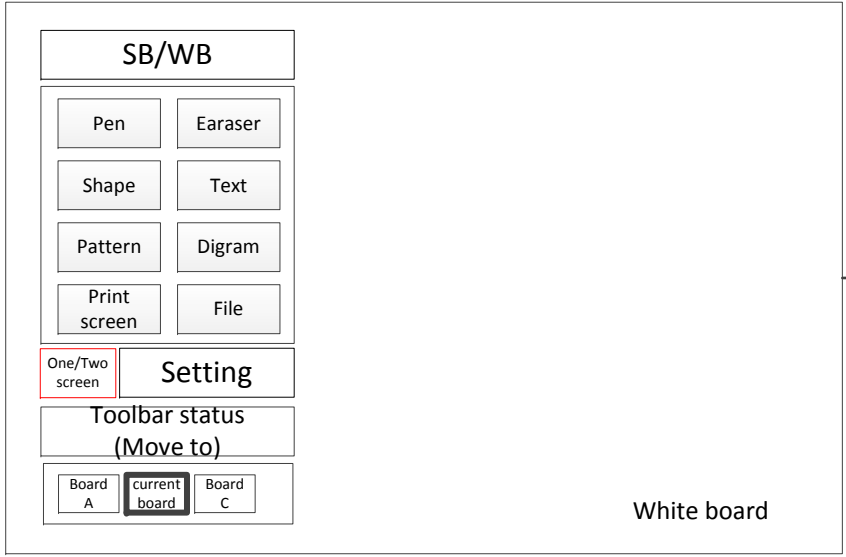 SB/WB
Pen
Earaser
Shape
Text
Pattern
Digram
Print
screen
File
One/Two
screen
Setting
Toolbar status
(Move to)
Board
A
current
board
Board
C
White board